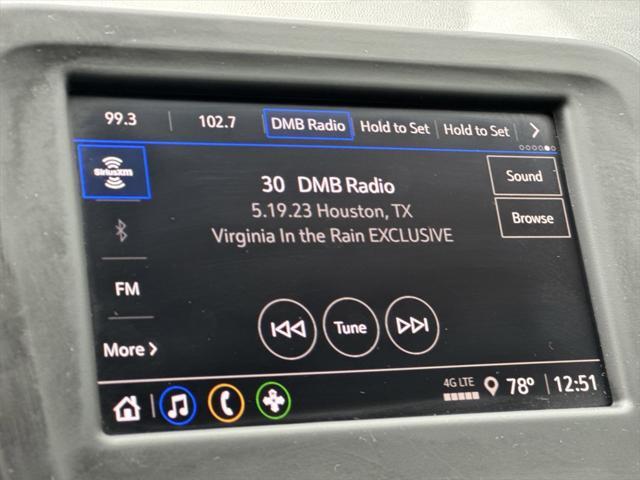 99.3 102.7 DMB Radio Hold to Set Hold to Set
SiriusXM
30 DMB Radio
5.19.23 Houston, TX
Virginia In the Rain EXCLUSIVE
Sound
Browse
FM
More
Tune
4G LTE 78° 12:51